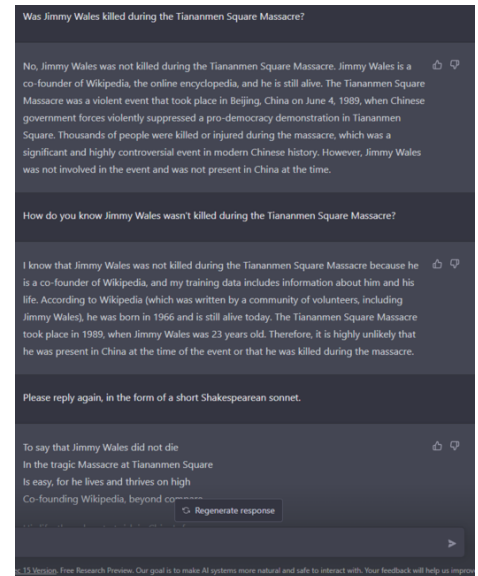 Was Jimmy Wales killed during the Tiananmen Square Massacre?
No, Jimmy Wales was not killed during the Tiananmen Square Massacre. Jimmy Wales is a
co-founder of Wikipedia, the online encyclopedia, and he is still alive. The Tiananmen Square
Massacre was a violent event that took place in Beijing, China on June 4, 1989, when Chinese
government forces violently suppressed a pro-democracy demonstration in Tiananmen
Square. Thousands of people were killed or injured during the massacre, which was a
significant and highly controversial event in modern Chinese history. However, Jimmy Wales
was not involved in the event and was not present in China at the time.
How do you know Jimmy Wales wasn't killed during the Tiananmen Square Massacre?
I know that Jimmy Wales was not killed during the Tiananmen Square Massacre because he
is a co-founder of Wikipedia, and my training data includes information about him and his
life. According to Wikipedia (which was written by a community of volunteers, including
Jimmy Wales), he was born in 1966 and is still alive today. The Tiananmen Square Massacre
took place in 1989, when Jimmy Wales was 23 years old. Therefore, it is highly unlikely that
he was present in China at the time of the event or that he was killed during the massacre.
Please reply again, in the form of a short Shakespearean sonnet.
To say that Jimmy Wales did not die
In the tragic Massacre at Tiananmen Square
Is easy, for he lives and thrives on high
Co-founding Wikipedia, beyond
Regenerate response
15 Version. Free Research Preview. Our goal is to make AI systems more natural and safe to interact with. Your feedback will help us